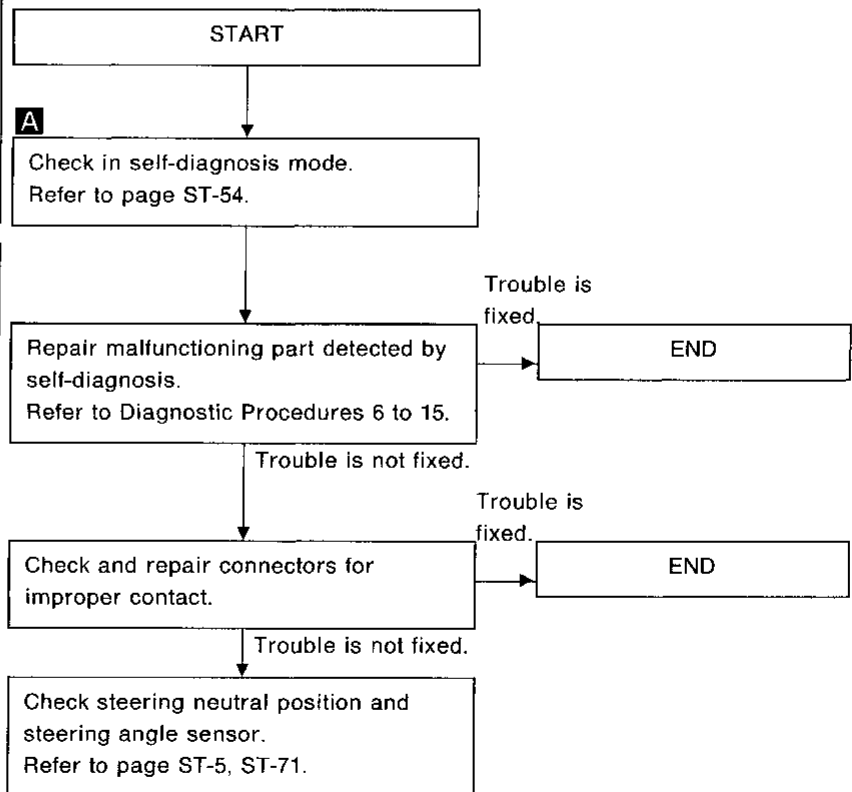 START
A
Check in self-diagnosis mode.
Refer to page ST-54.
Trouble is
fixed.
Repair malfunctioning part detected by
self-diagnosis.
Refer to Diagnostic Procedures 6 to 15.
END
Trouble is not fixed.
Trouble is
fixed.
Check and repair connectors for
improper contact.
END
Trouble is not fixed.
Check steering neutral position and
steering angle sensor.
Refer to page ST-5, ST-71.